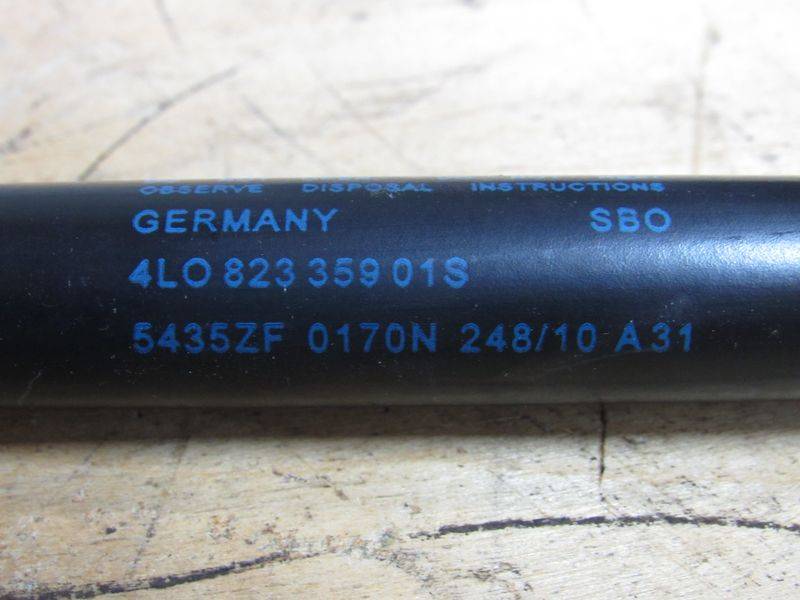 OBSERVE DISPOSAL INSTRUCTIONS
GERMANY SBO
4L0 823 359 01S
5435ZF 0170N 248/10 A31